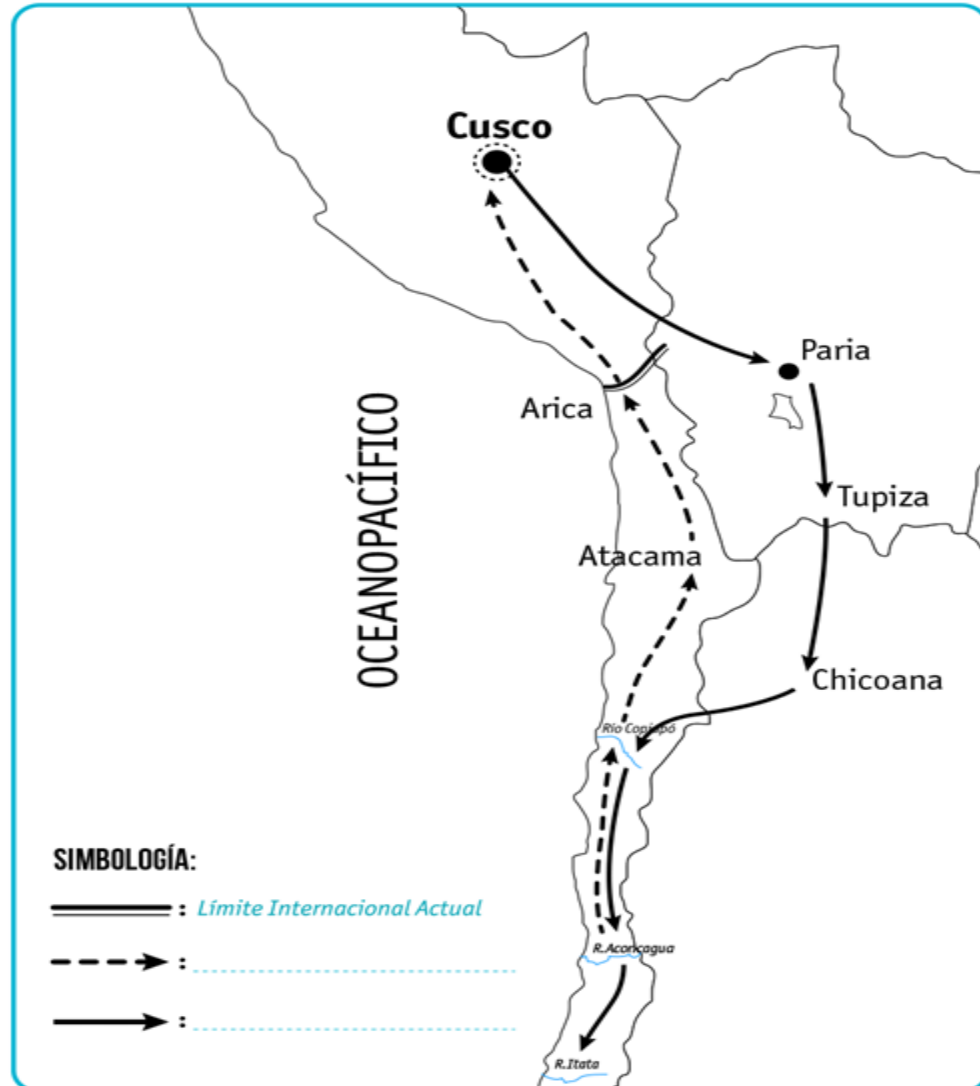 Cusco
Paria
Arica
OCEANOPACÍFICO
Tupiza
Atacama
Chicoana
Río Copiapó
SIMBOLOGÍA:
: Límite Internacional Actual
R.Aconcagua
:
:
R.Itata